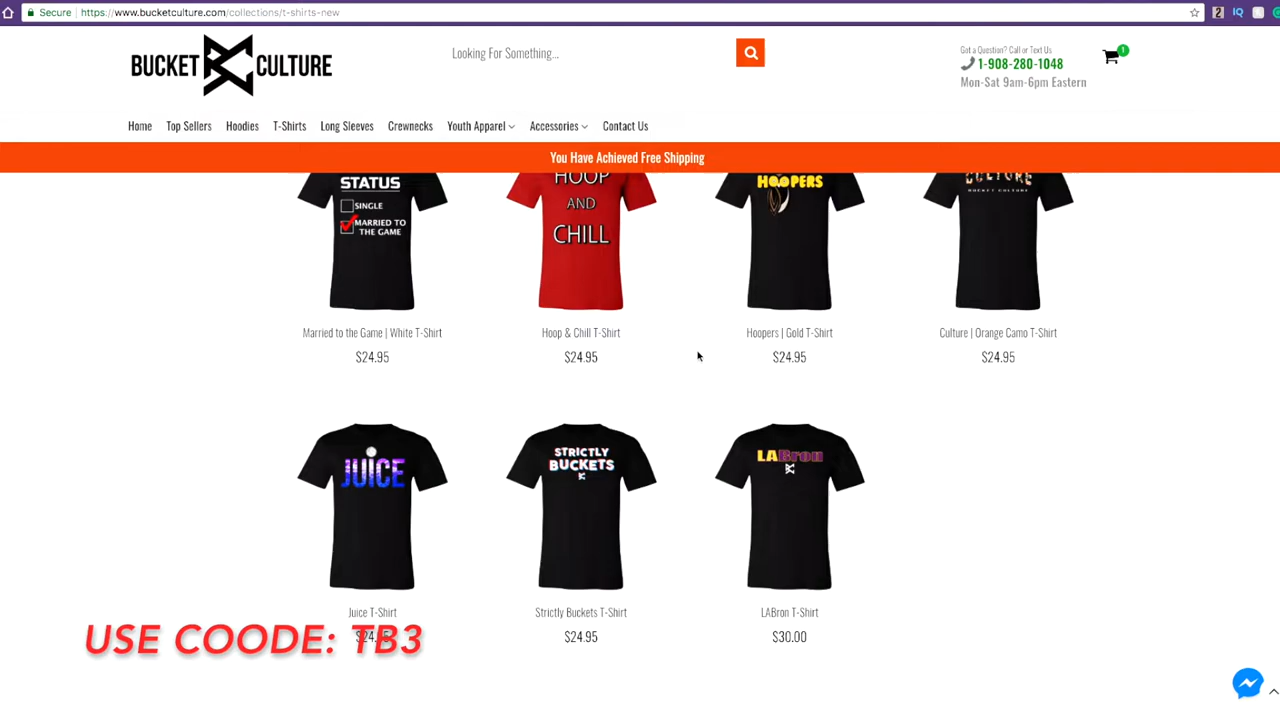 Secure https://www.bucketculture.com/collections/t-shirts-new
2 IQ
BUCKET CULTURE
Looking For Something...
Got a Question? Call or Text Us
1-908-280-1048
Mon-Sat 9am-6pm Eastern
1
Home Top Sellers Hoodies T-Shirts Long Sleeves Crewnecks Youth Apparel Accessories Contact Us
You Have Achieved Free Shipping
STATUS
SINGLE
MARRIED TO
THE GAME
HOOP
AND
CHILL
HOOPERS
CULTURE
BUCKET CULTURE
Married to the Game | White T-Shirt
$24.95
Hoop & Chill T-Shirt
$24.95
Hoopers | Gold T-Shirt
$24.95
Culture | Orange Camo T-Shirt
$24.95
JUICE
STRICTLY
BUCKETS
LABron
Juice T-Shirt
Strictly Buckets T-Shirt
$24.95
LABron T-Shirt
$30.00
USE COODE: TB3